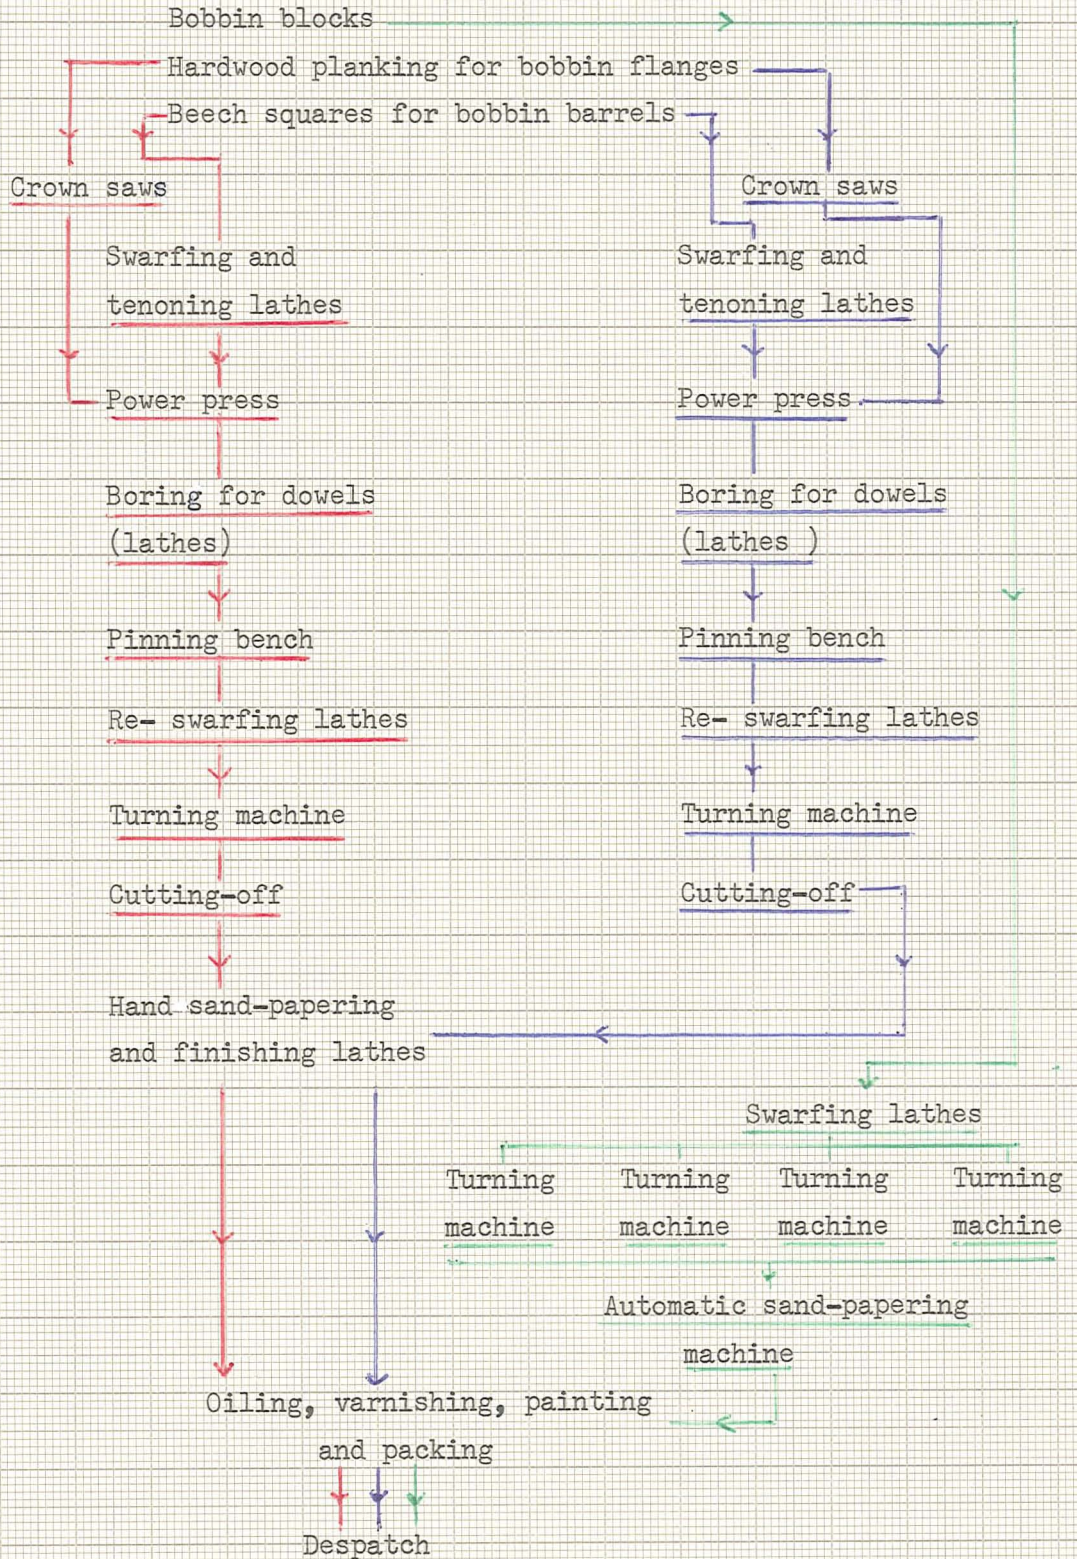 Bobbin blocks
Hardwood planking for bobbin flanges
Beech squares for bobbin barrels
Crown saws
Crown saws
Swarfing and
tenoning lathes
Swarfing and
tenoning lathes
Power press
Power press
Boring for dowels
(lathes)
Boring for dowels
(lathes )
Pinning bench
Pinning bench
Re- swarfing lathes
Re- swarfing lathes
Turning machine
Turning machine
Cutting-off
Cutting-off
Hand sand-papering
and finishing lathes
Swarfing lathes
Turning
machine
Turning
machine
Turning
machine
Turning
machine
Automatic sand-papering
machine
Oiling, varnishing, painting
and packing
Despatch